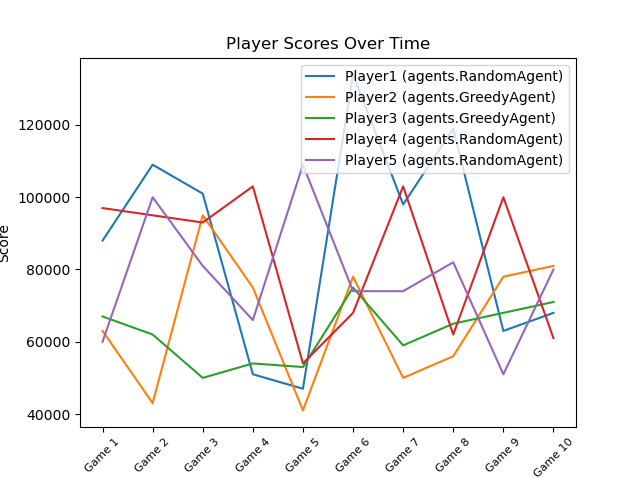 Player Scores Over Time
Player1 (agents.RandomAgent)
Player2 (agents.GreedyAgent)
Player3 (agents.GreedyAgent)
Player4 (agents.RandomAgent)
Player5 (agents.RandomAgent)
Score
120000
100000
80000
60000
40000
Game 1
Game 2
Game 3
Game 4
Game 5
Game 6
Game 7
Game 8
Game 9
Game 10